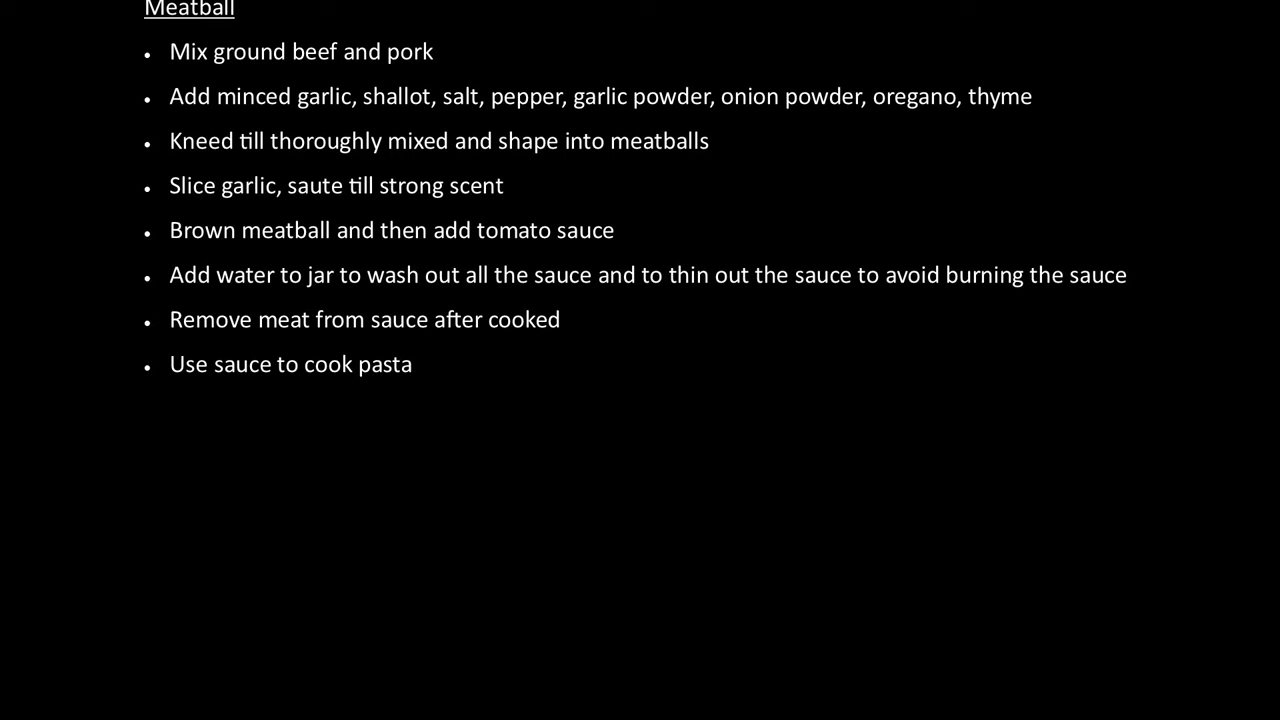 Meatball
• Mix ground beef and pork
• Add minced garlic, shallot, salt, pepper, garlic powder, onion powder, oregano, thyme
• Kneed till thoroughly mixed and shape into meatballs
• Slice garlic, saute till strong scent
• Brown meatball and then add tomato sauce
• Add water to jar to wash out all the sauce and to thin out the sauce to avoid burning the sauce
• Remove meat from sauce after cooked
• Use sauce to cook pasta